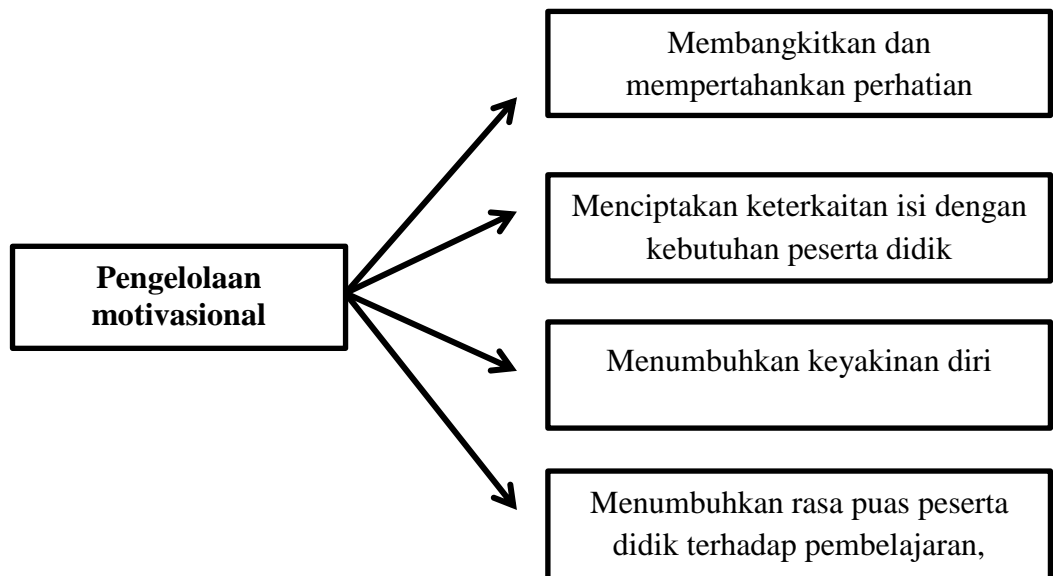 Pengelolaan
motivasional
Membangkitkan dan
mempertahankan perhatian
Menciptakan keterkaitan isi dengan
kebutuhan peserta didik
Menumbuhkan keyakinan diri
Menumbuhkan rasa puas peserta
didik terhadap pembelajaran,